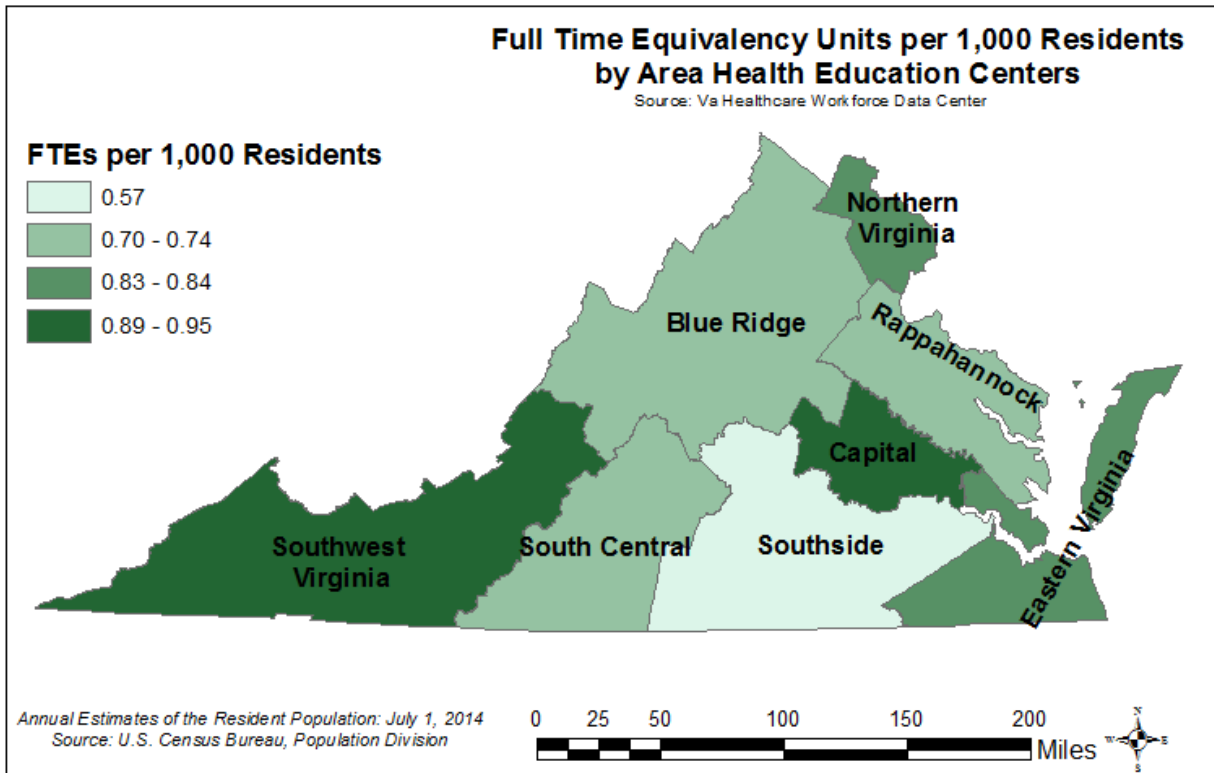 Full Time Equivalency Units per 1,000 Residents
by Area Health Education Centers
Source: Va Healthcare Workforce Data Center
FTEs per 1,000 Residents
0.57
0.70 - 0.74
0.83 - 0.84
0.89 - 0.95
Northern
Virginia
Blue Ridge
Rappahannock
Capital
Southwest
Virginia
South Central
Southside
Eastern Virginia
Annual Estimates of the Resident Population: July 1, 2014
Source: U.S. Census Bureau, Population Division
0 25 50 100 150 200
Miles
N
W E
S